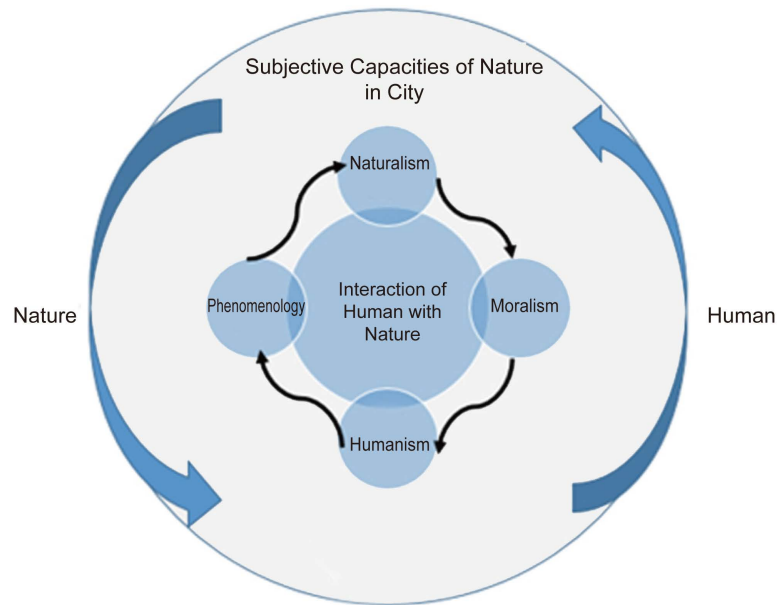 Subjective Capacities of Nature
in City
Naturalism
Nature
Phenomenology
Interaction of
Human with
Nature
Moralism
Human
Humanism